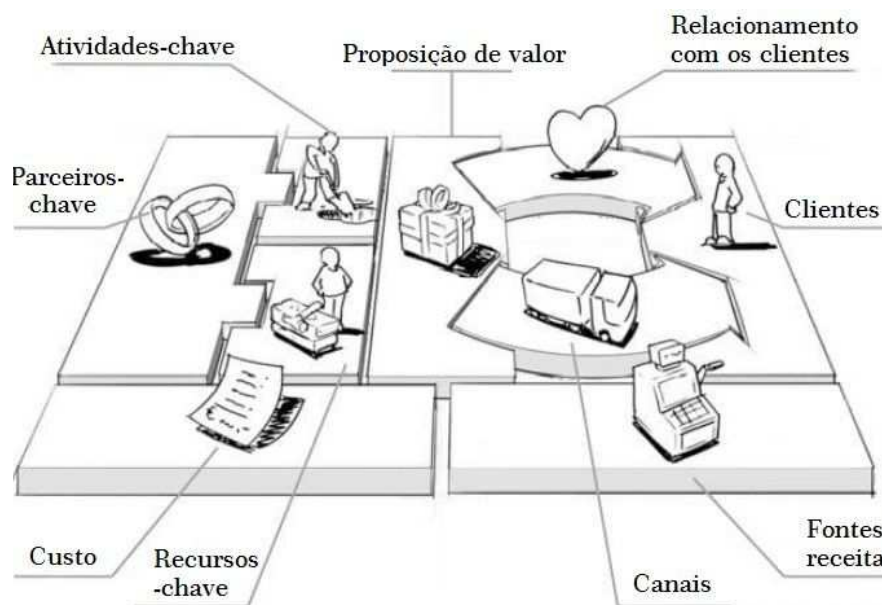 Atividades-chave
Proposição de valor
Relacionamento
com os clientes
Parceiros-
chave
Clientes
Custo
Recursos
-chave
Canais
Fontes
receita